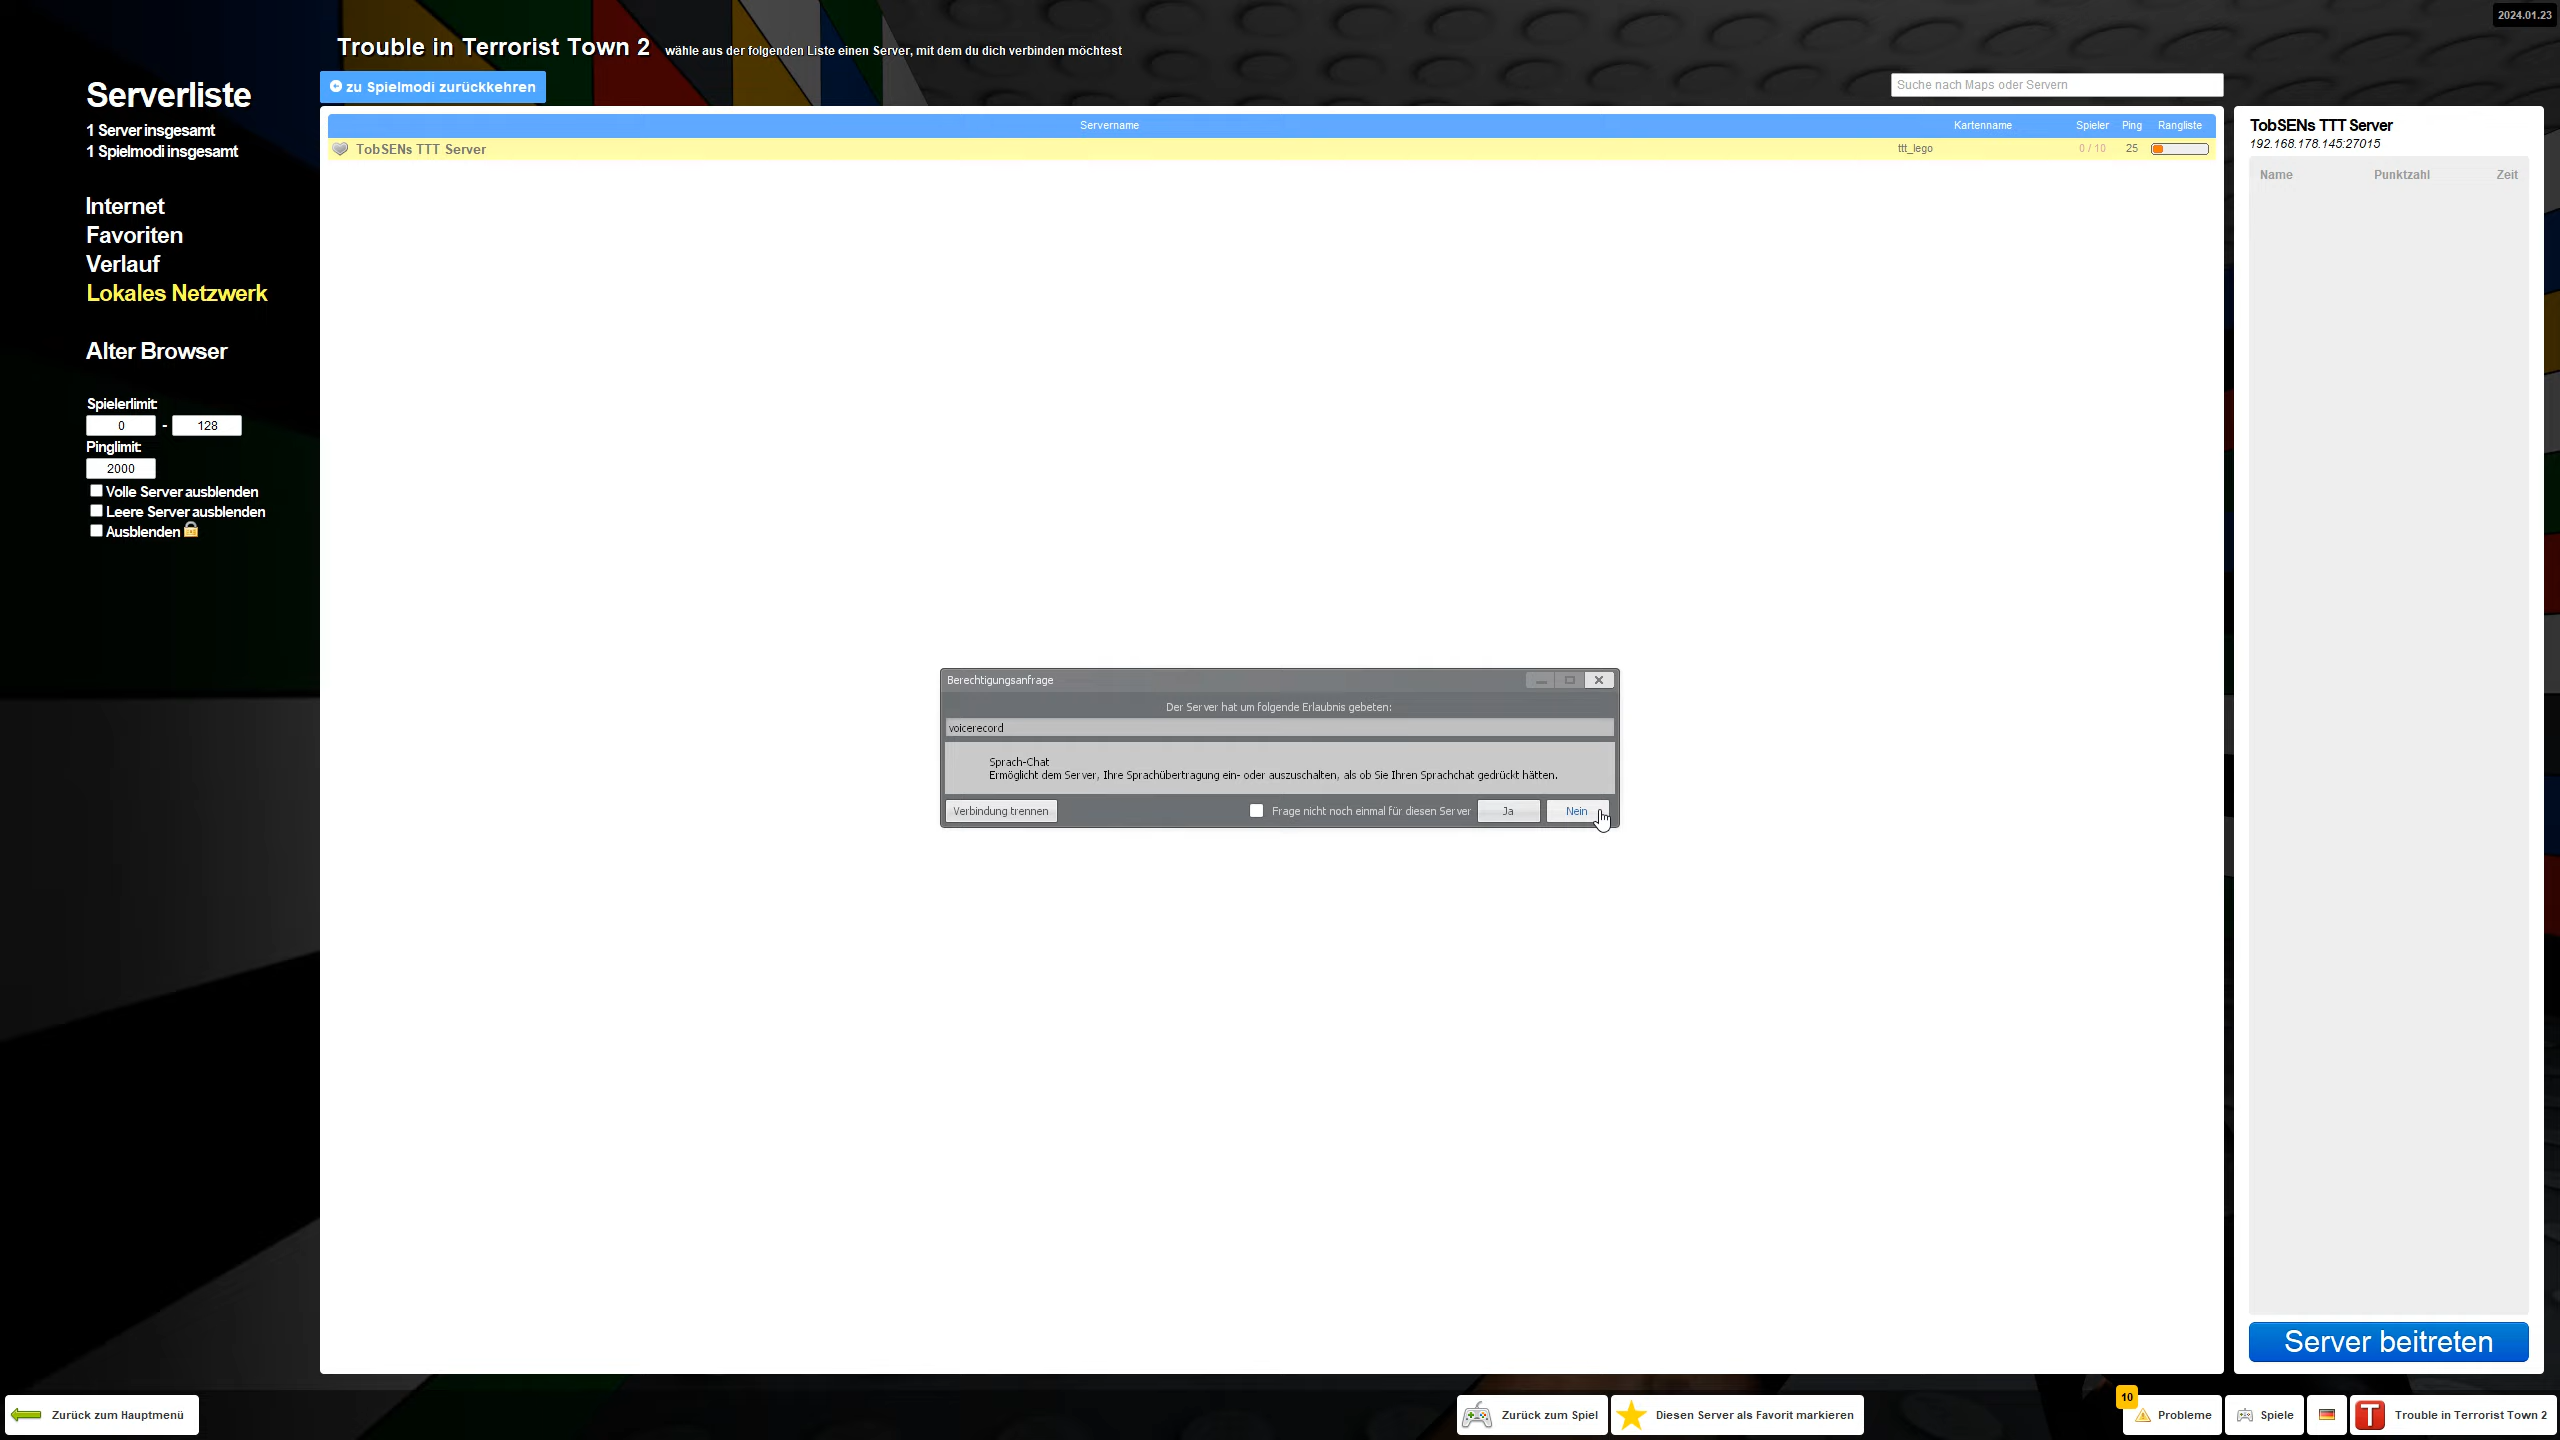 2024.01.23
Trouble in Terrorist Town 2 wähle aus der folgenden Liste einen Server, mit dem du dich verbinden möchtest
zu Spielmodi zurückkehren
Suche nach Maps oder Servern
Serverliste
1 Server insgesamt
1 Spielmodi insgesamt
Internet
Favoriten
Verlauf
Lokales Netzwerk
Alter Browser
Spielerlimit:
0 - 128
Pinglimit:
2000
Volle Server ausblenden
Leere Server ausblenden
Ausblenden
Servername Kartenname Spieler Ping Rangliste
TobSENs TTT Server ttt_lego 0 / 10 25
TobSENs TTT Server
192.168.178.145:27015
Name Punktzahl Zeit
Berechtigungsanfrage
Der Server hat um folgende Erlaubnis gebeten:
voicerecord
Sprach-Chat
Ermöglicht dem Server, Ihre Sprachübertragung ein- oder auszuschalten, als ob Sie Ihren Sprachchat gedrückt hätten.
Verbindung trennen Frage nicht noch einmal für diesen Server Ja Nein
Server beitreten
Zurück zum Hauptmenü
Zurück zum Spiel
Diesen Server als Favorit markieren
10
Probleme
Spiele
T Trouble in Terrorist Town 2